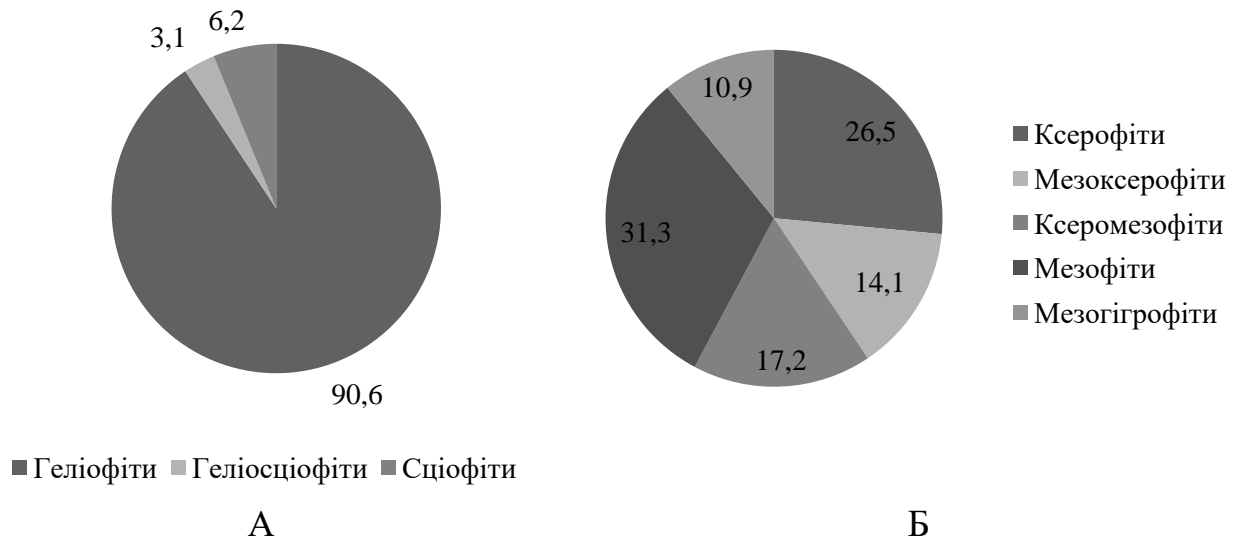 3,1
6,2
90,6
Геліофіти Геліосціофіти Сціофіти
А
10,9
26,5
31,3
14,1
17,2
Ксерофіти
Мезоксерофіти
Ксеромезофіти
Мезофіти
Мезогігрофіти
Б